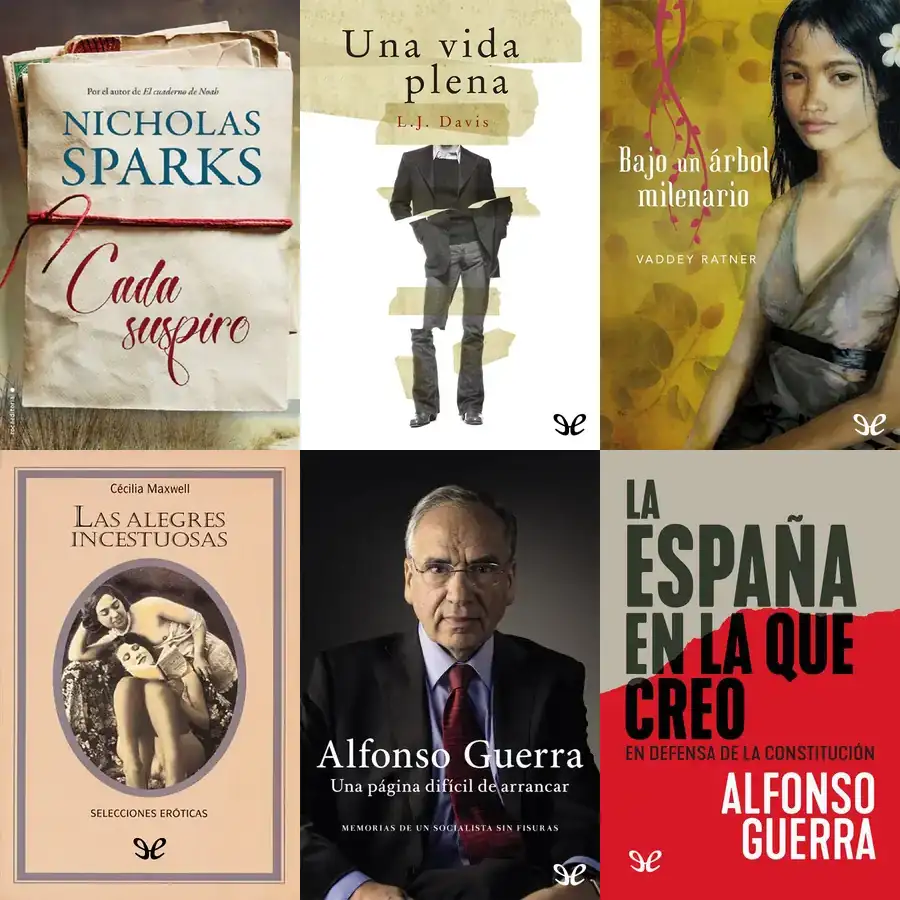 Por el autor de El cuaderno de Noah
NICHOLAS
SPARKS
Cada
suspiro
rocaeditorial
Una vida
plena
L.J. Davis
Bajo un árbol
milenario
VADDEY RATNER
Cécilia Maxwell
LAS ALEGRES
INCESTUOSAS
SELECCIONES ERÓTICAS
Alfonso Guerra
Una página difícil de arrancar
MEMORIAS DE UN SOCIALISTA SIN FISURAS
LA
ESPAÑA
EN LA QUE
CREO
EN DEFENSA DE LA CONSTITUCIÓN
ALFONSO
GUERRA